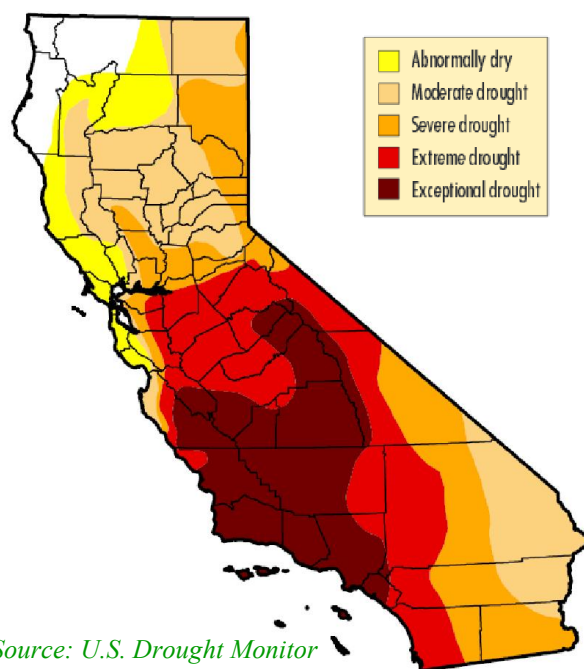 Abnormally dry
Moderate drought
Severe drought
Extreme drought
Exceptional drought
Source: U.S. Drought Monitor